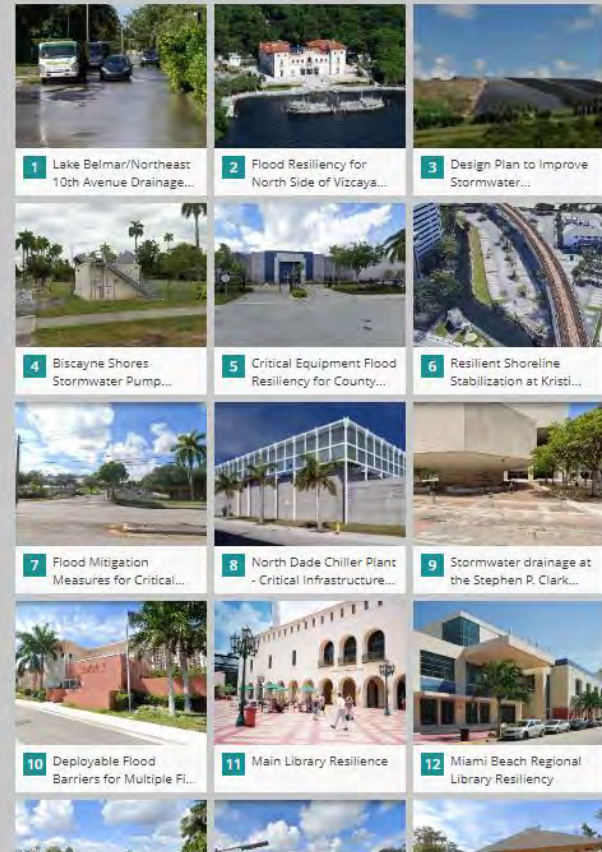 1 Lake Belmar/Northeast
10th Avenue Drainage...
2 Flood Resiliency for
North Side of Vizcaya...
3 Design Plan to Improve
Stormwater...
4 Biscayne Shores
Stormwater Pump...
5 Critical Equipment Flood
Resiliency for County...
6 Resilient Shoreline
Stabilization at Kristi...
7 Flood Mitigation
Measures for Critical...
8 North Dade Chiller Plant
- Critical Infrastructure...
9 Stormwater drainage at
the Stephen P. Clark...
10 Deployable Flood
Barriers for Multiple Fi...
11 Main Library Resilience
12 Miami Beach Regional
Library Resiliency